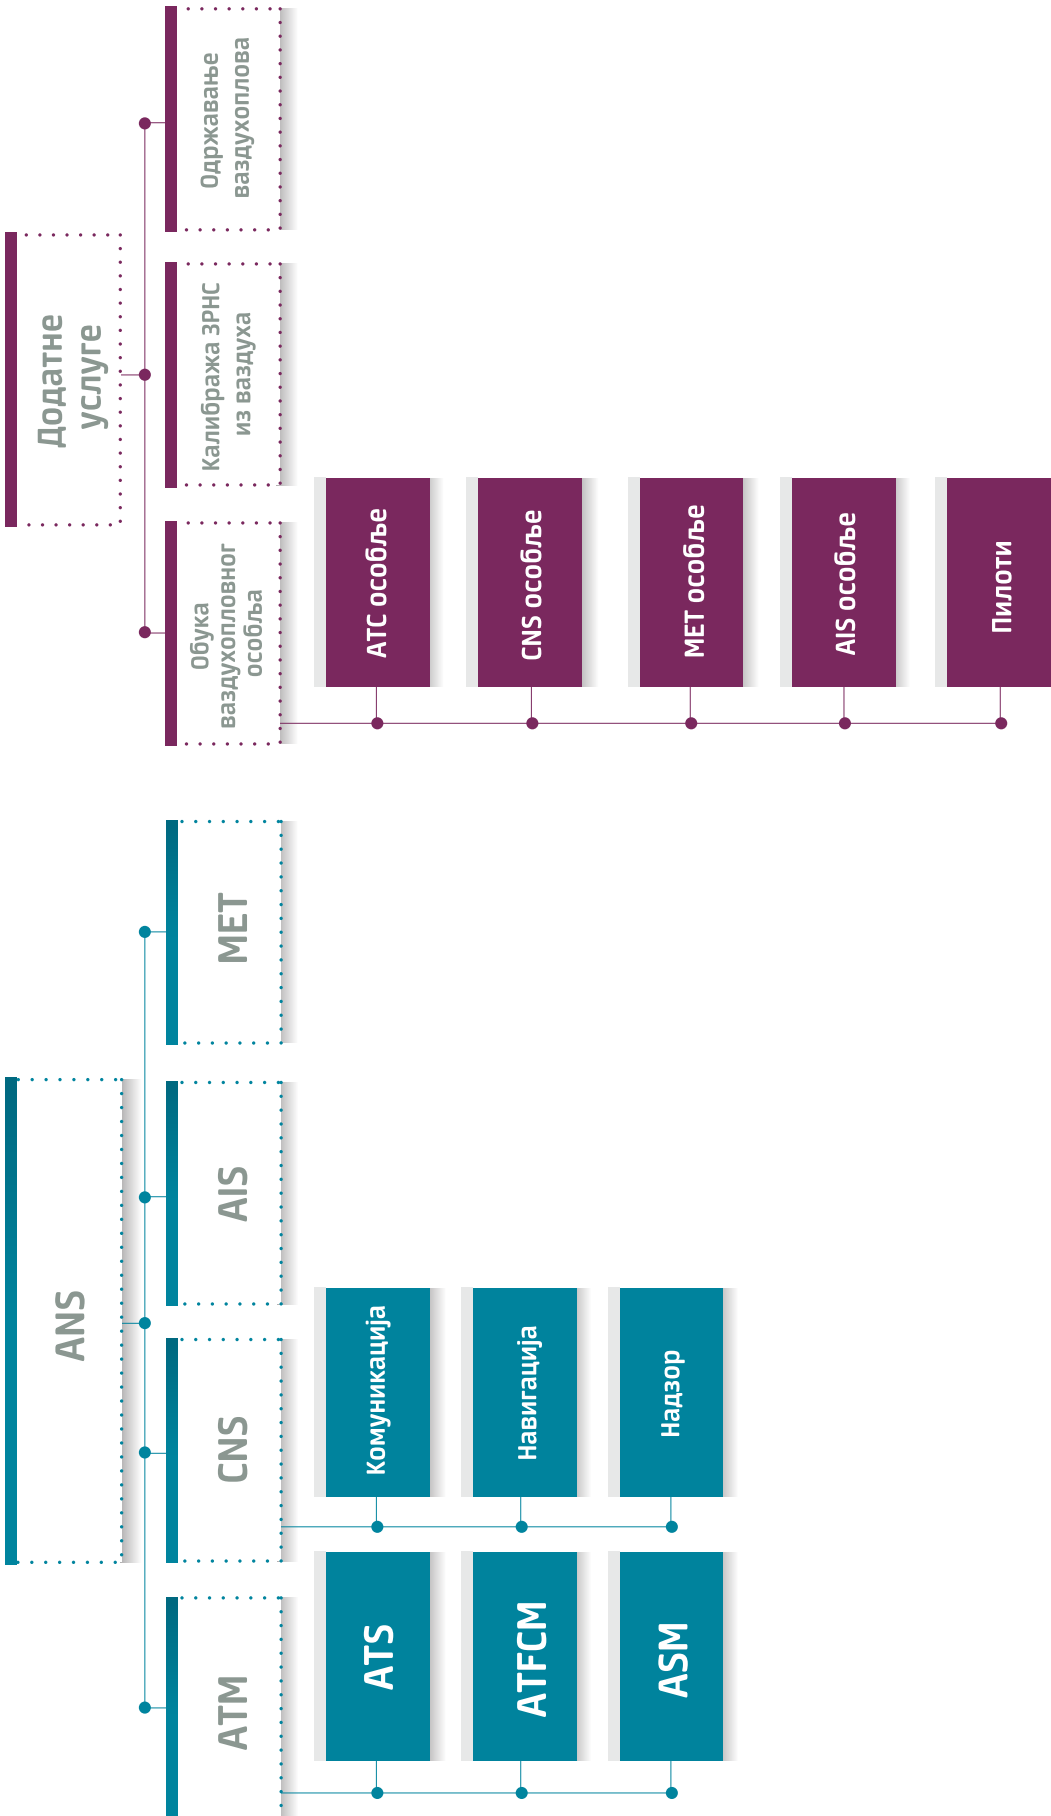 ANS
ATM
CNS
AIS
MET
ATS
ATFCM
ASM
Комуникација
Навигација
Надзор
Додатне
услуге
Обука
ваздухопловног
особља
Калибража ЗРНС
из ваздуха
Одржавање
ваздухоплова
ATC особље
CNS особље
MET особље
AIS особље
Пилоти